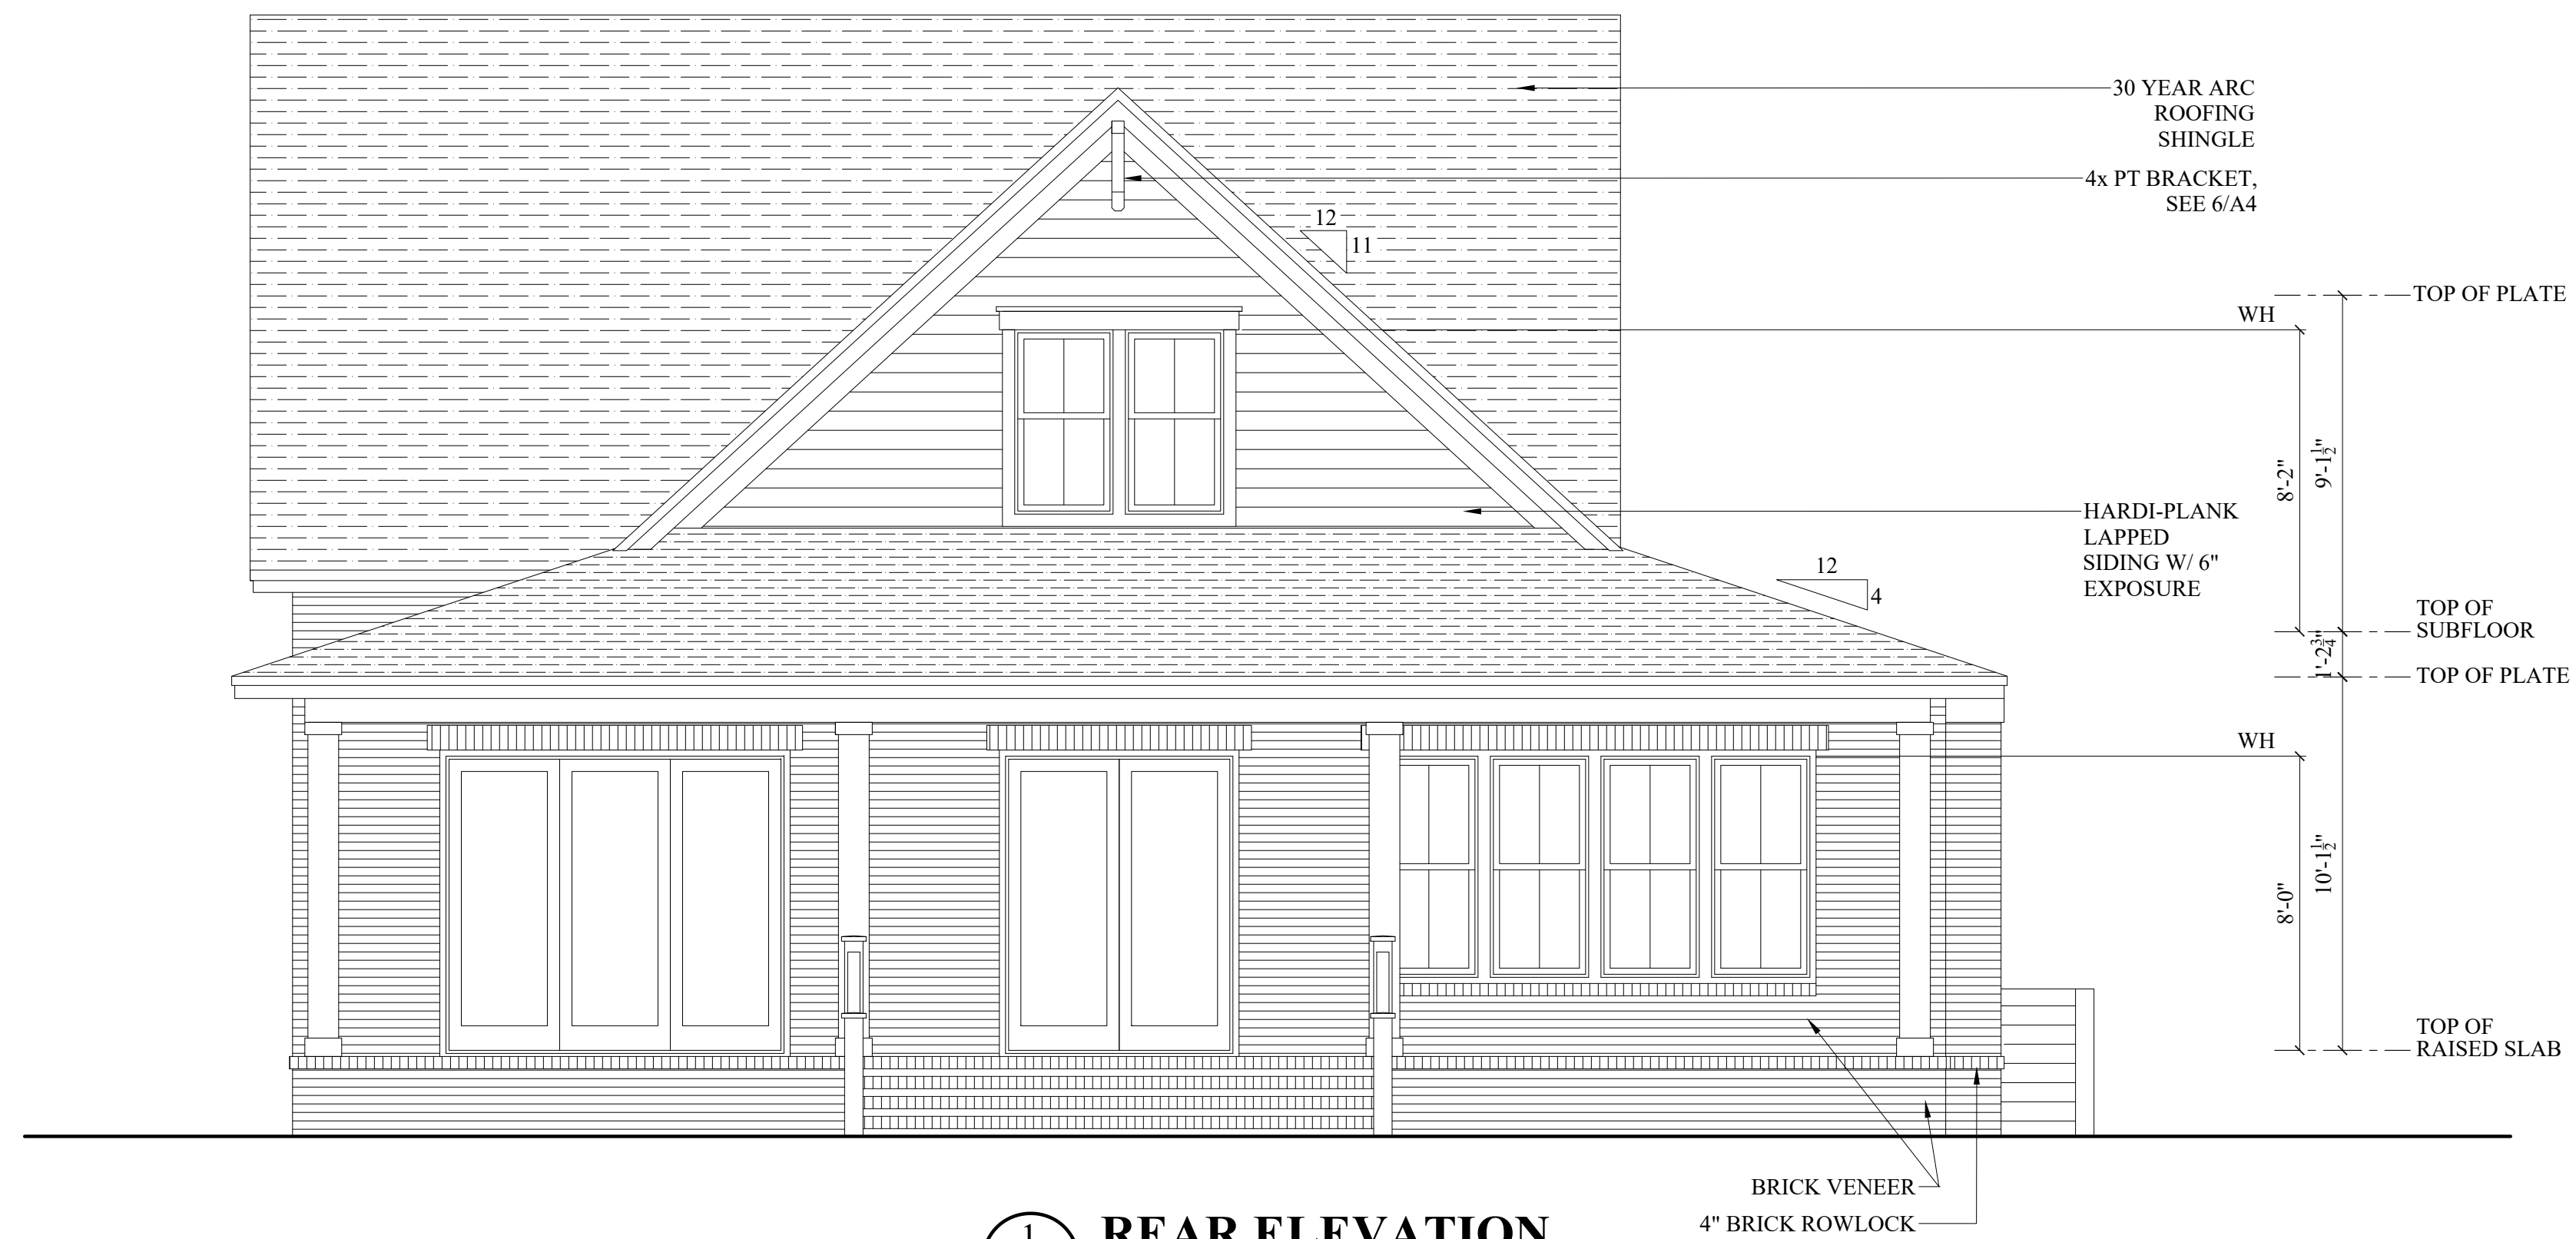 30 YEAR ARC
ROOFING
SHINGLE
4x PT BRACKET,
SEE 6/A4
12
11
TOP OF PLATE
WH
8'-2"
9'-1½"
HARDI-PLANK
LAPPED
SIDING W/ 6"
EXPOSURE
12
4
TOP OF
SUBFLOOR
1'-2¾"
TOP OF PLATE
WH
8'-0"
10'-1½"
TOP OF
RAISED SLAB
BRICK VENEER
4" BRICK ROWLOCK
1
REAR ELEVATION